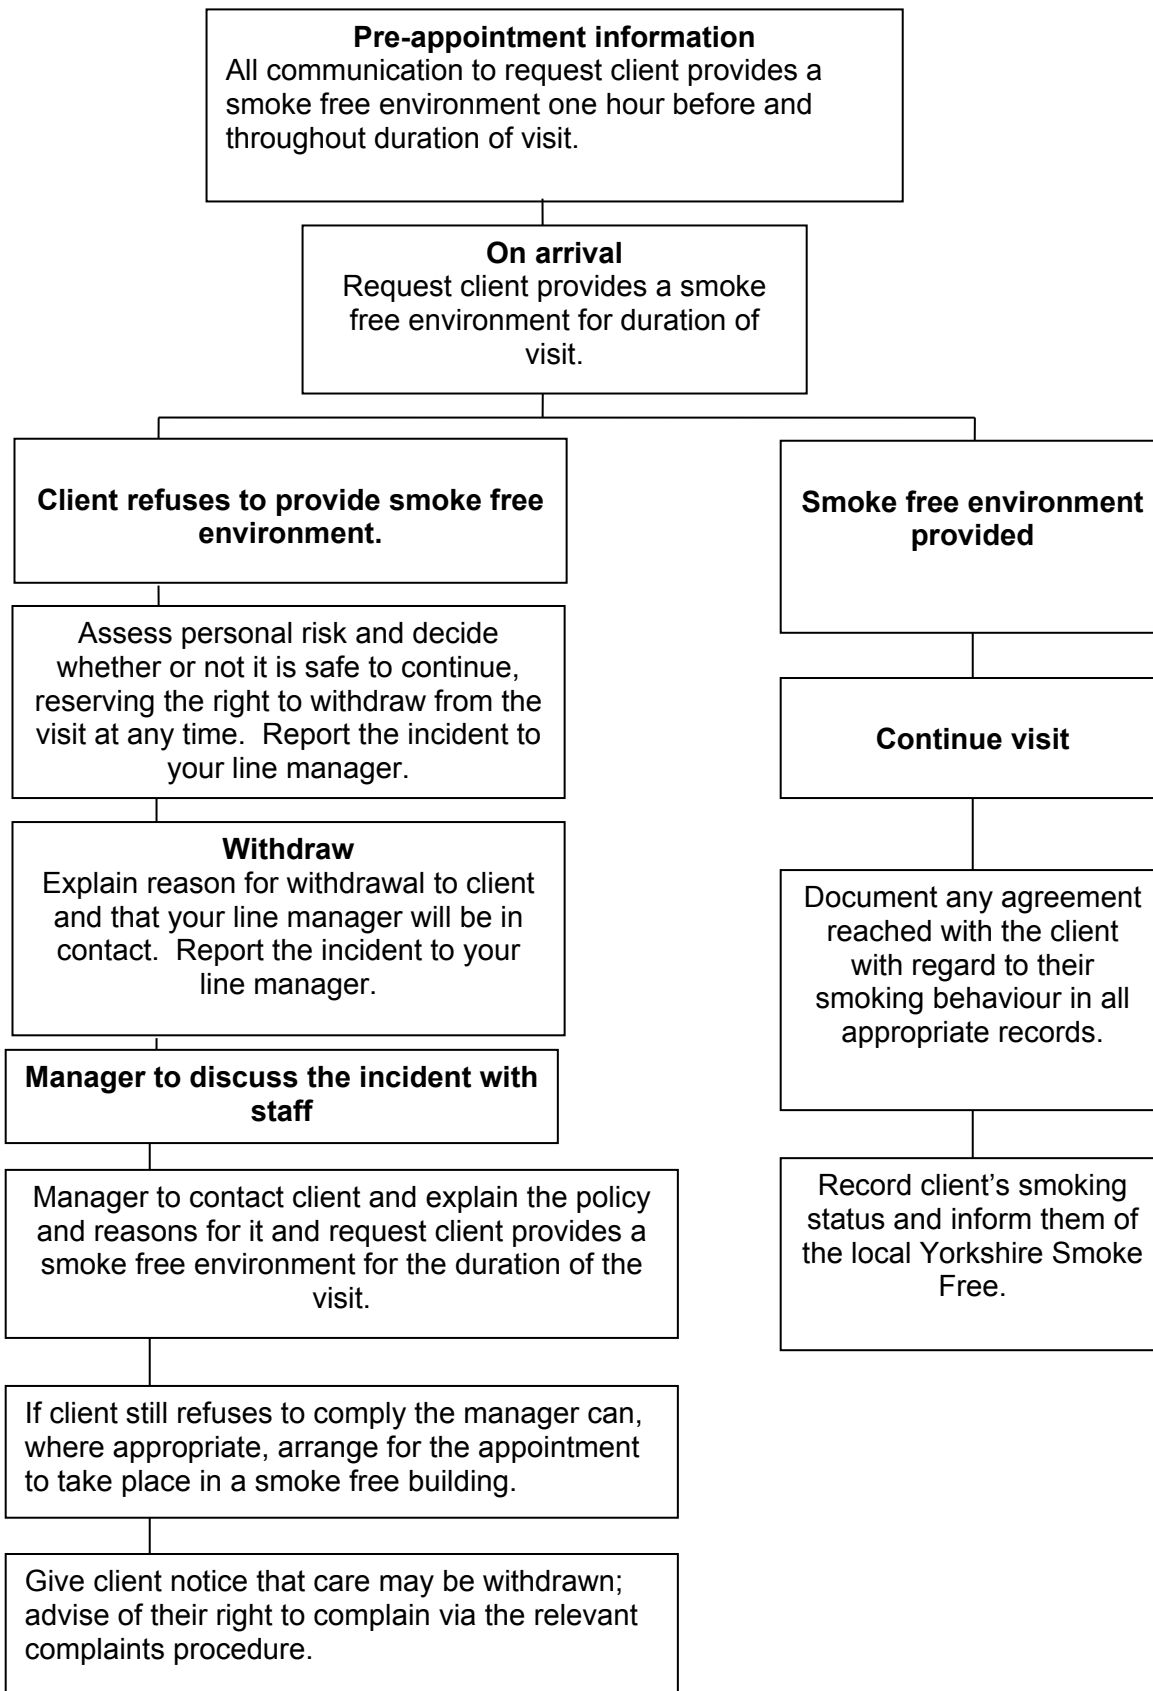 Pre-appointment information
All communication to request client provides a
smoke free environment one hour before and
throughout duration of visit.
On arrival
Request client provides a smoke
free environment for duration of
visit.
Client refuses to provide smoke free
environment.
Assess personal risk and decide
whether or not it is safe to continue,
reserving the right to withdraw from the
visit at any time.  Report the incident to
your line manager.
Withdraw
Explain reason for withdrawal to client
and that your line manager will be in
contact.  Report the incident to your
line manager.
Manager to discuss the incident with
staff
Manager to contact client and explain the policy
and reasons for it and request client provides a
smoke free environment for the duration of the
visit.
If client still refuses to comply the manager can,
where appropriate, arrange for the appointment
to take place in a smoke free building.
Give client notice that care may be withdrawn;
advise of their right to complain via the relevant
complaints procedure.
Smoke free environment
provided
Continue visit
Document any agreement
reached with the client
with regard to their
smoking behaviour in all
appropriate records.
Record client’s smoking
status and inform them of
the local Yorkshire Smoke
Free.